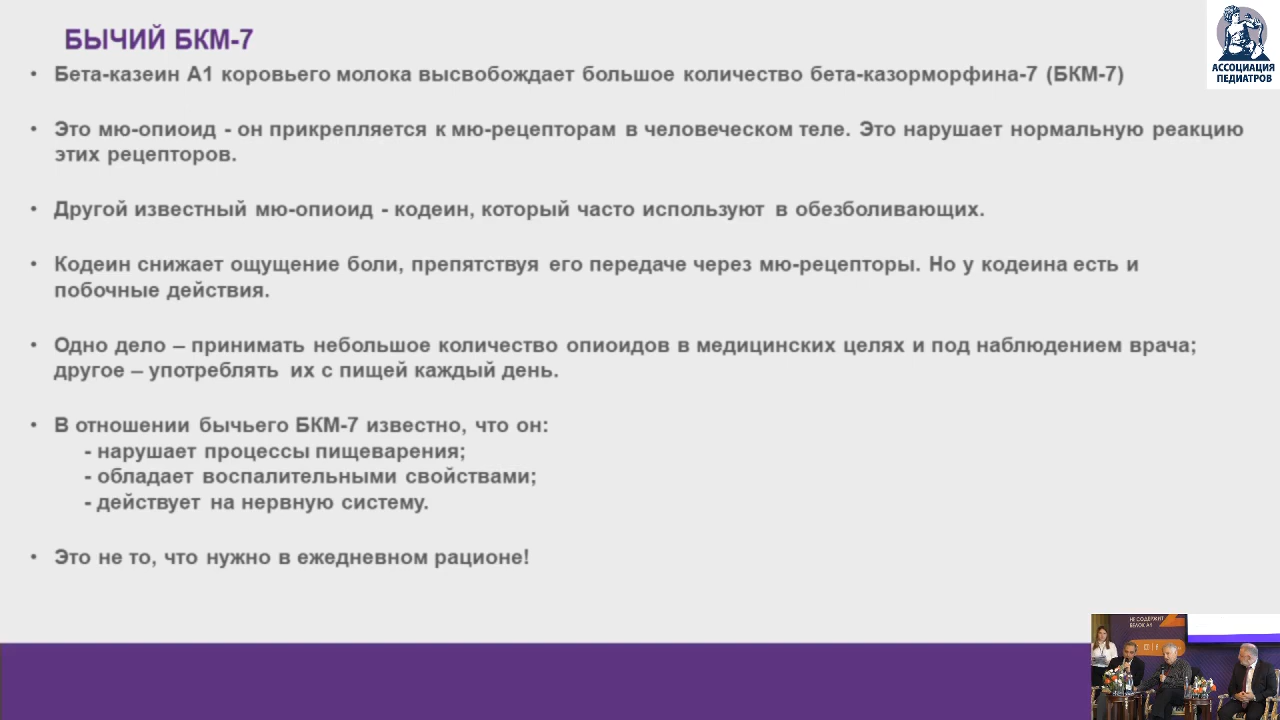 БЫЧИЙ БКМ-7
• Бета-казеин А1 коровьего молока высвобождает большое количество бета-казорморфина-7 (БКМ-7)
• Это мю-опиоид - он прикрепляется к мю-рецепторам в человеческом теле. Это нарушает нормальную реакцию
этих рецепторов.
• Другой известный мю-опиоид - кодеин, который часто используют в обезболивающих.
• Кодеин снижает ощущение боли, препятствуя его передаче через мю-рецепторы. Но у кодеина есть и
побочные действия.
• Одно дело – принимать небольшое количество опиоидов в медицинских целях и под наблюдением врача;
другое – употреблять их с пищей каждый день.
• В отношении бычьего БКМ-7 известно, что он:
- нарушает процессы пищеварения;
- обладает воспалительными свойствами;
- действует на нервную систему.
• Это не то, что нужно в ежедневном рационе!
АССОЦИАЦИЯ
ПЕДИАТРОВ
НЕ СОДЕРЖИТ
БЕЛОК А1